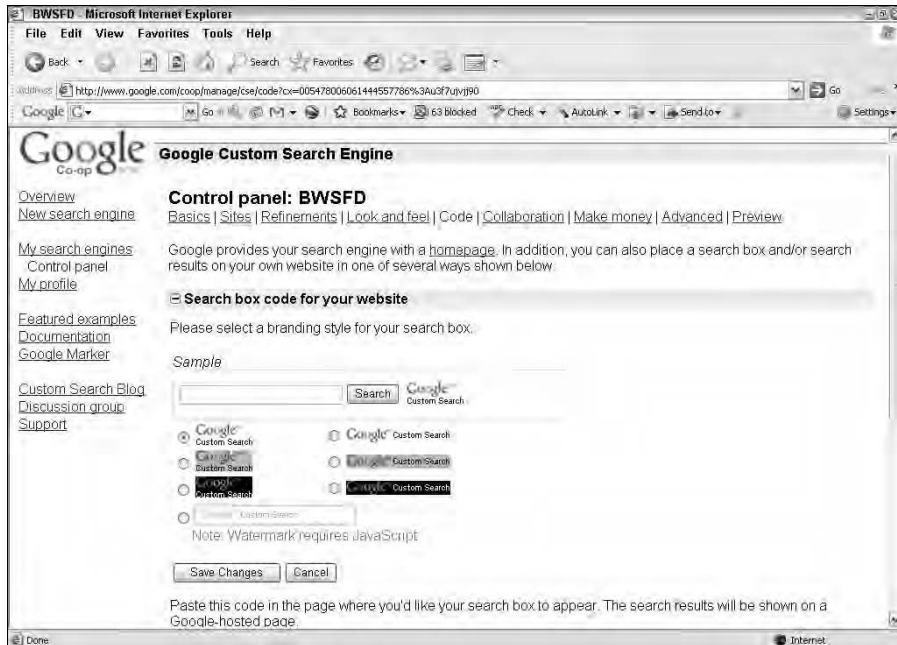 BWSFD - Microsoft Internet Explorer
File Edit View Favorites Tools Help
Back Search Favorites
Address http://www.google.com/coop/manage/cse/code?cx=005478006061444557786%3Au3f7ujvjj90 Go
Google G Go Bookmarks 63 blocked Check AutoLink Send to Settings
Google Co-op
Google Custom Search Engine
Overview
New search engine
My search engines
Control panel
My profile
Featured examples
Documentation
Google Marker
Custom Search Blog
Discussion group
Support
Control panel: BWSFD
Basics | Sites | Refinements | Look and feel | Code | Collaboration | Make money | Advanced | Preview
Google provides your search engine with a homepage. In addition, you can also place a search box and/or search
results on your own website in one of several ways shown below.
Search box code for your website
Please select a branding style for your search box.
Sample
Search Google Custom Search
Google Custom Search Google Custom Search
Google Custom Search Google Custom Search
Google Custom Search Google Custom Search
Custom Search
Note: Watermark requires JavaScript
Save Changes Cancel
Paste this code in the page where you'd like your search box to appear. The search results will be shown on a
Google-hosted page.
Done Internet